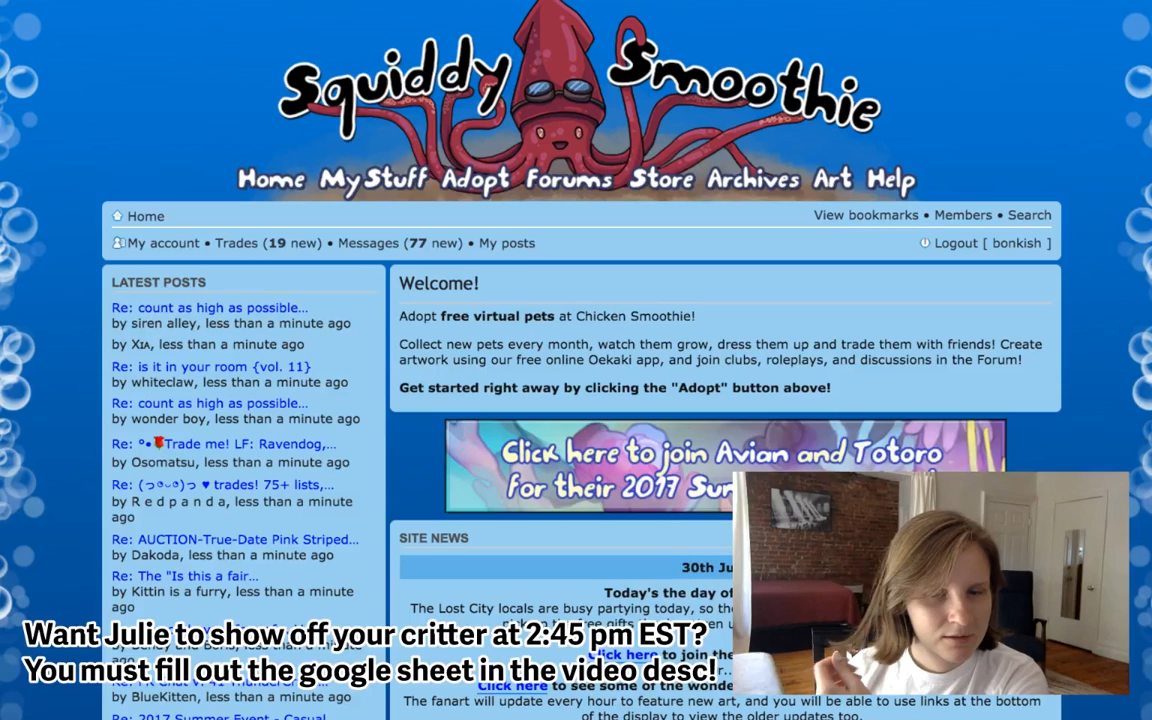 Squiddy Smoothie
Home My Stuff Adopt Forums Store Archives Art Help
Home
View bookmarks • Members • Search
My account • Trades (19 new) • Messages (77 new) • My posts
Logout [ bonkish ]
LATEST POSTS
Re: count as high as possible...
by siren alley, less than a minute ago
by XIA, less than a minute ago
Re: is it in your room {vol. 11}
by whiteclaw, less than a minute ago
Re: count as high as possible...
by wonder boy, less than a minute ago
Re: °•🌹Trade me! LF: Ravendog,...
by Osomatsu, less than a minute ago
Re: (っ◔◡◔)っ ♥ trades! 75+ lists,...
by R e d p a n d a, less than a minute
ago
Re: AUCTION-True-Date Pink Striped...
by Dakoda, less than a minute ago
Re: The "Is this a fair...
by Kittin is a furry, less than a minute
ago
by BlueKitten, less than a minute ago
Re: 2017 Summer Event - Casual
Welcome!
Adopt free virtual pets at Chicken Smoothie!
Collect new pets every month, watch them grow, dress them up and trade them with friends! Create
artwork using our free online Oekaki app, and join clubs, roleplays, and discussions in the Forum!
Get started right away by clicking the "Adopt" button above!
Click here to join Avian and Totoro
for their 2017 Sum
SITE NEWS
30th Ju
Today's the day of
The Lost City locals are busy partying today, so th
Click here to join the
Click here to see some of the wonde
The fanart will update every hour to feature new art, and you will be able to use links at the bottom
of the display to view the older updates too.
Want Julie to show off your critter at 2:45 pm EST?
You must fill out the google sheet in the video desc!